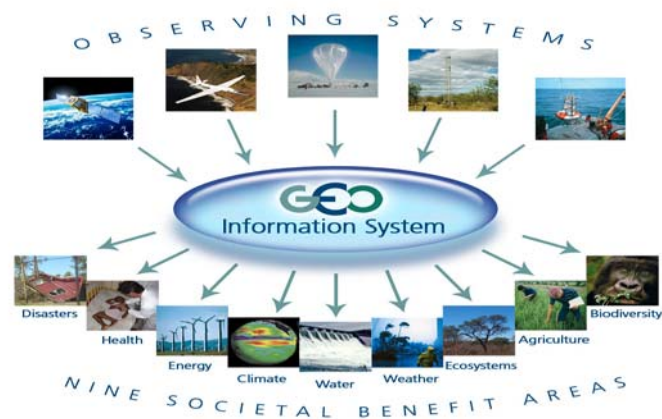 OBSERVING SYSTEMS
GEO
Information System
Disasters
Health
Energy
Climate
Water
Weather
Ecosystems
Agriculture
Biodiversity
NINE SOCIETAL BENEFIT AREAS